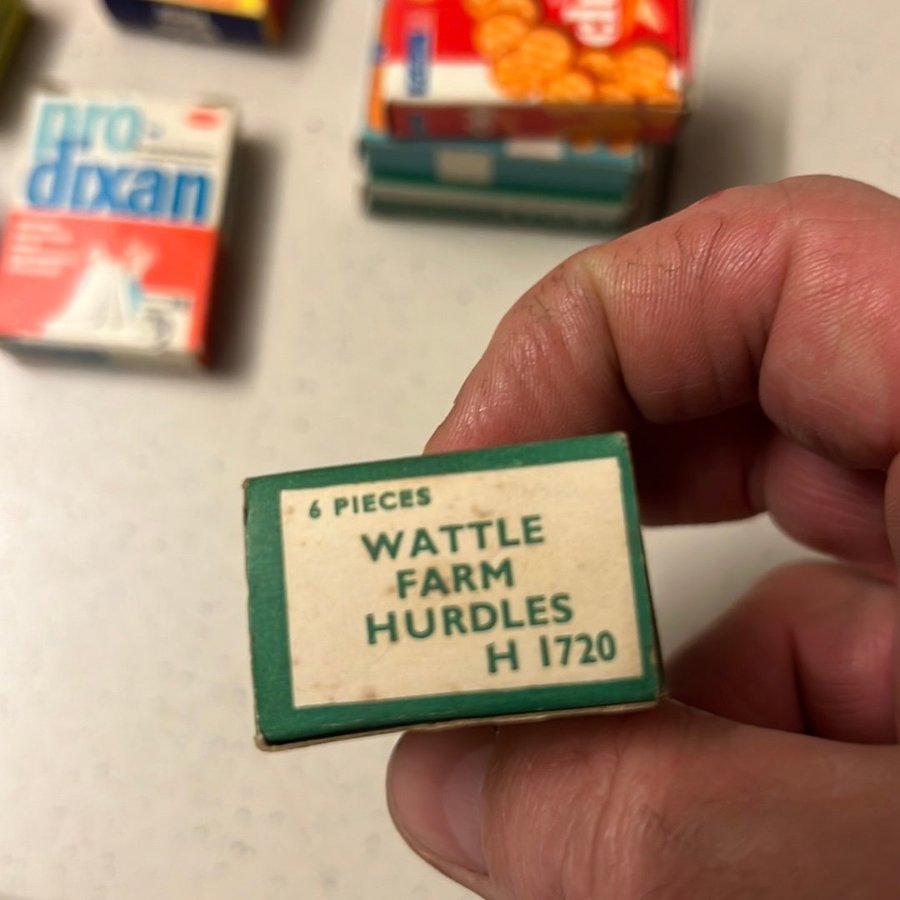 pro-
dixan
6 PIECES
WATTLE
FARM
HURDLES
H 1720